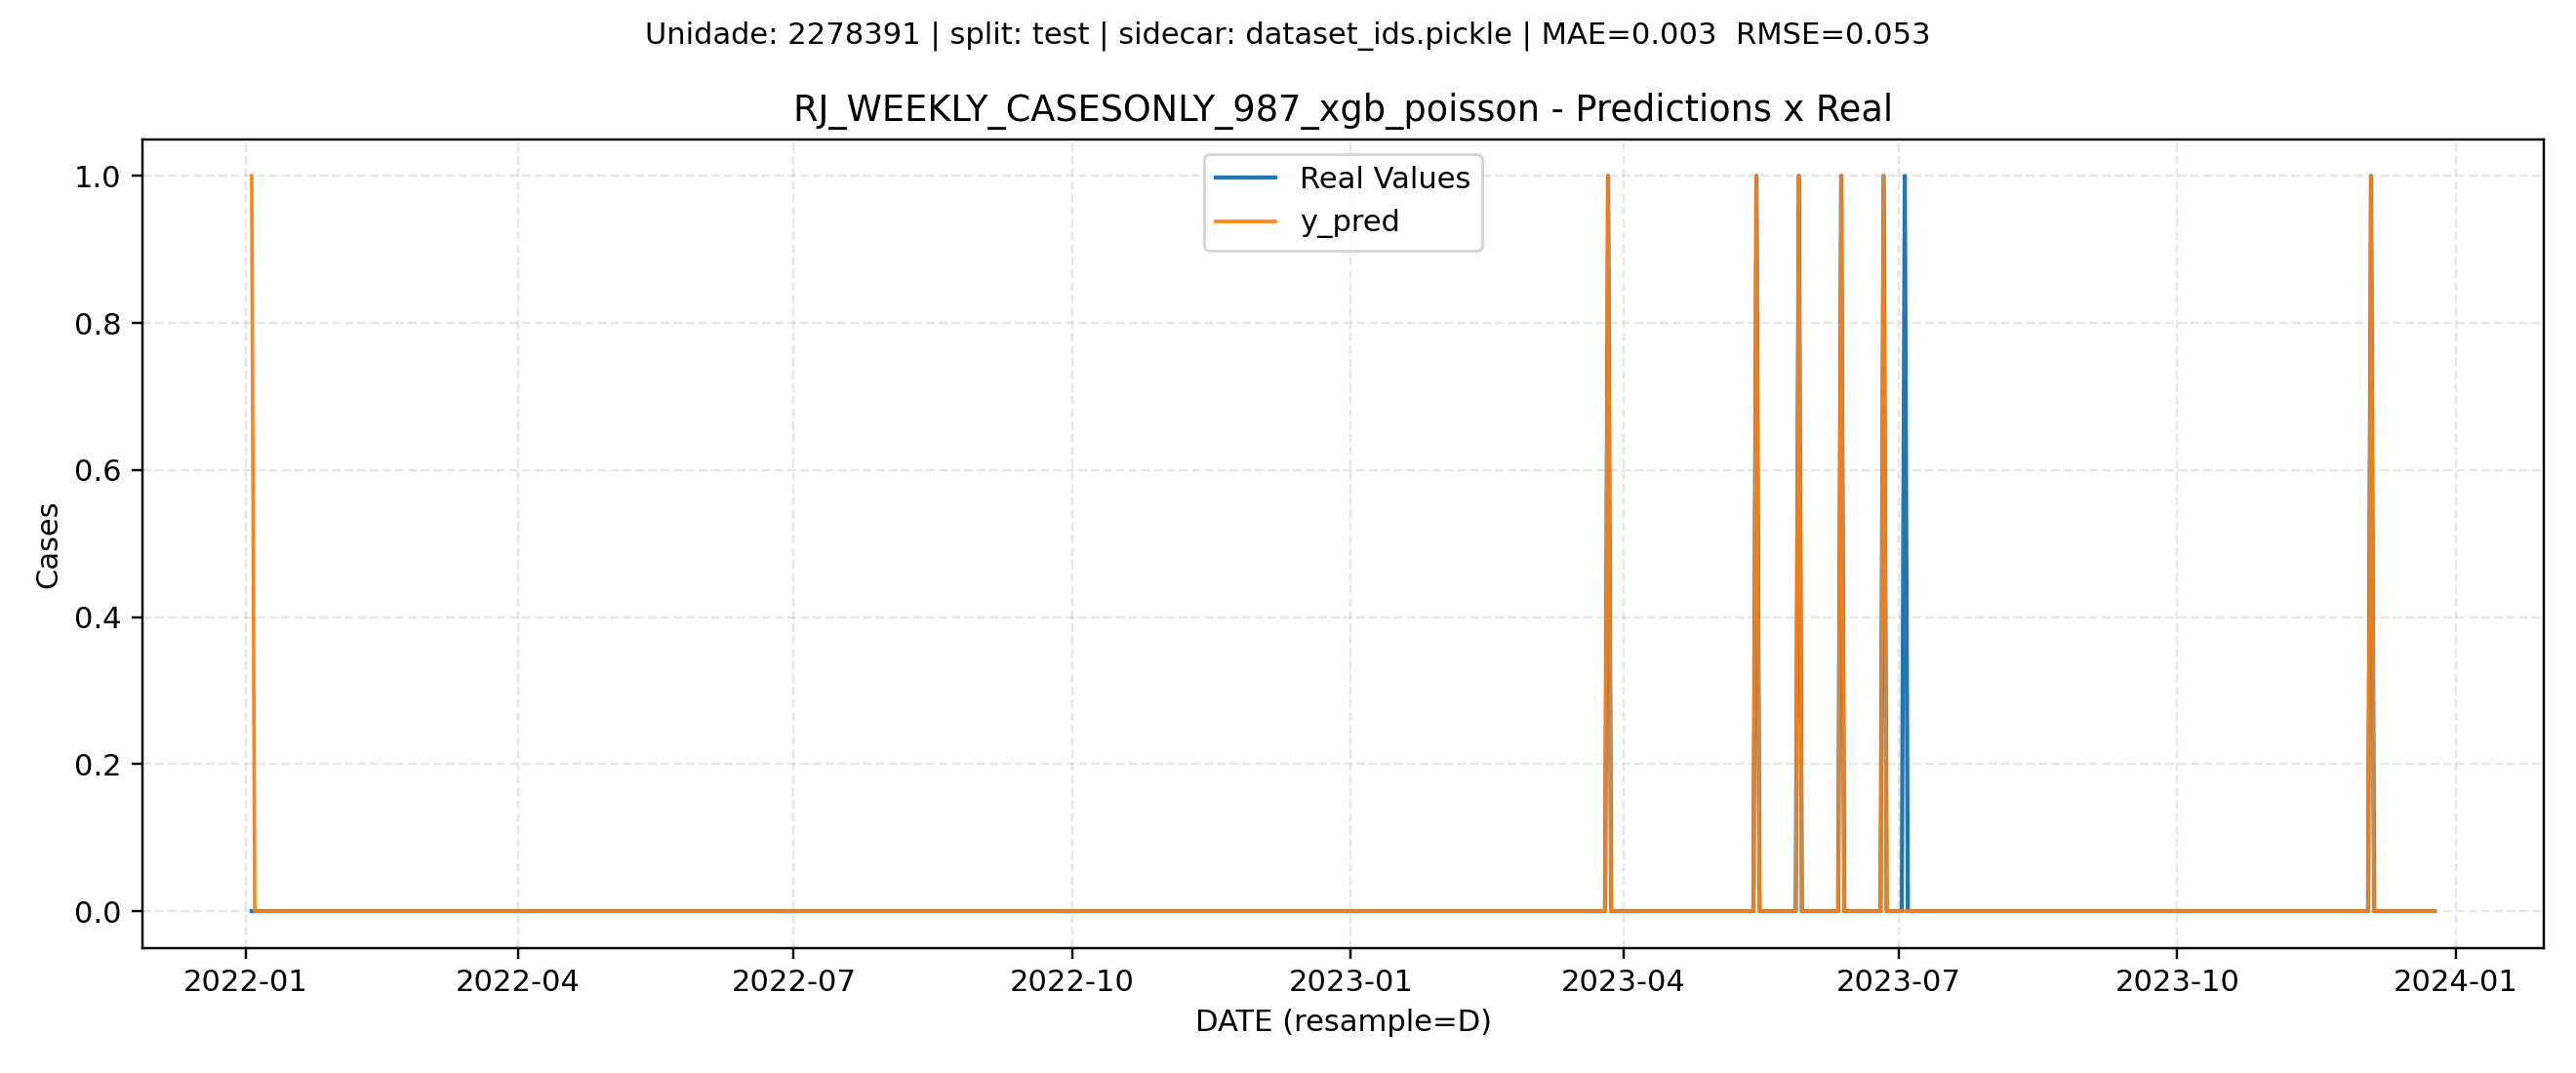 Unidade: 2278391 | split: test | sidecar: dataset_ids.pickle | MAE=0.003  RMSE=0.053
RJ_WEEKLY_CASESONLY_987_xgb_poisson - Predictions x Real
Real Values
y_pred
1.0
0.8
0.6
0.4
0.2
0.0
Cases
2022-01
2022-04
2022-07
2022-10
2023-01
2023-04
2023-07
2023-10
2024-01
DATE (resample=D)